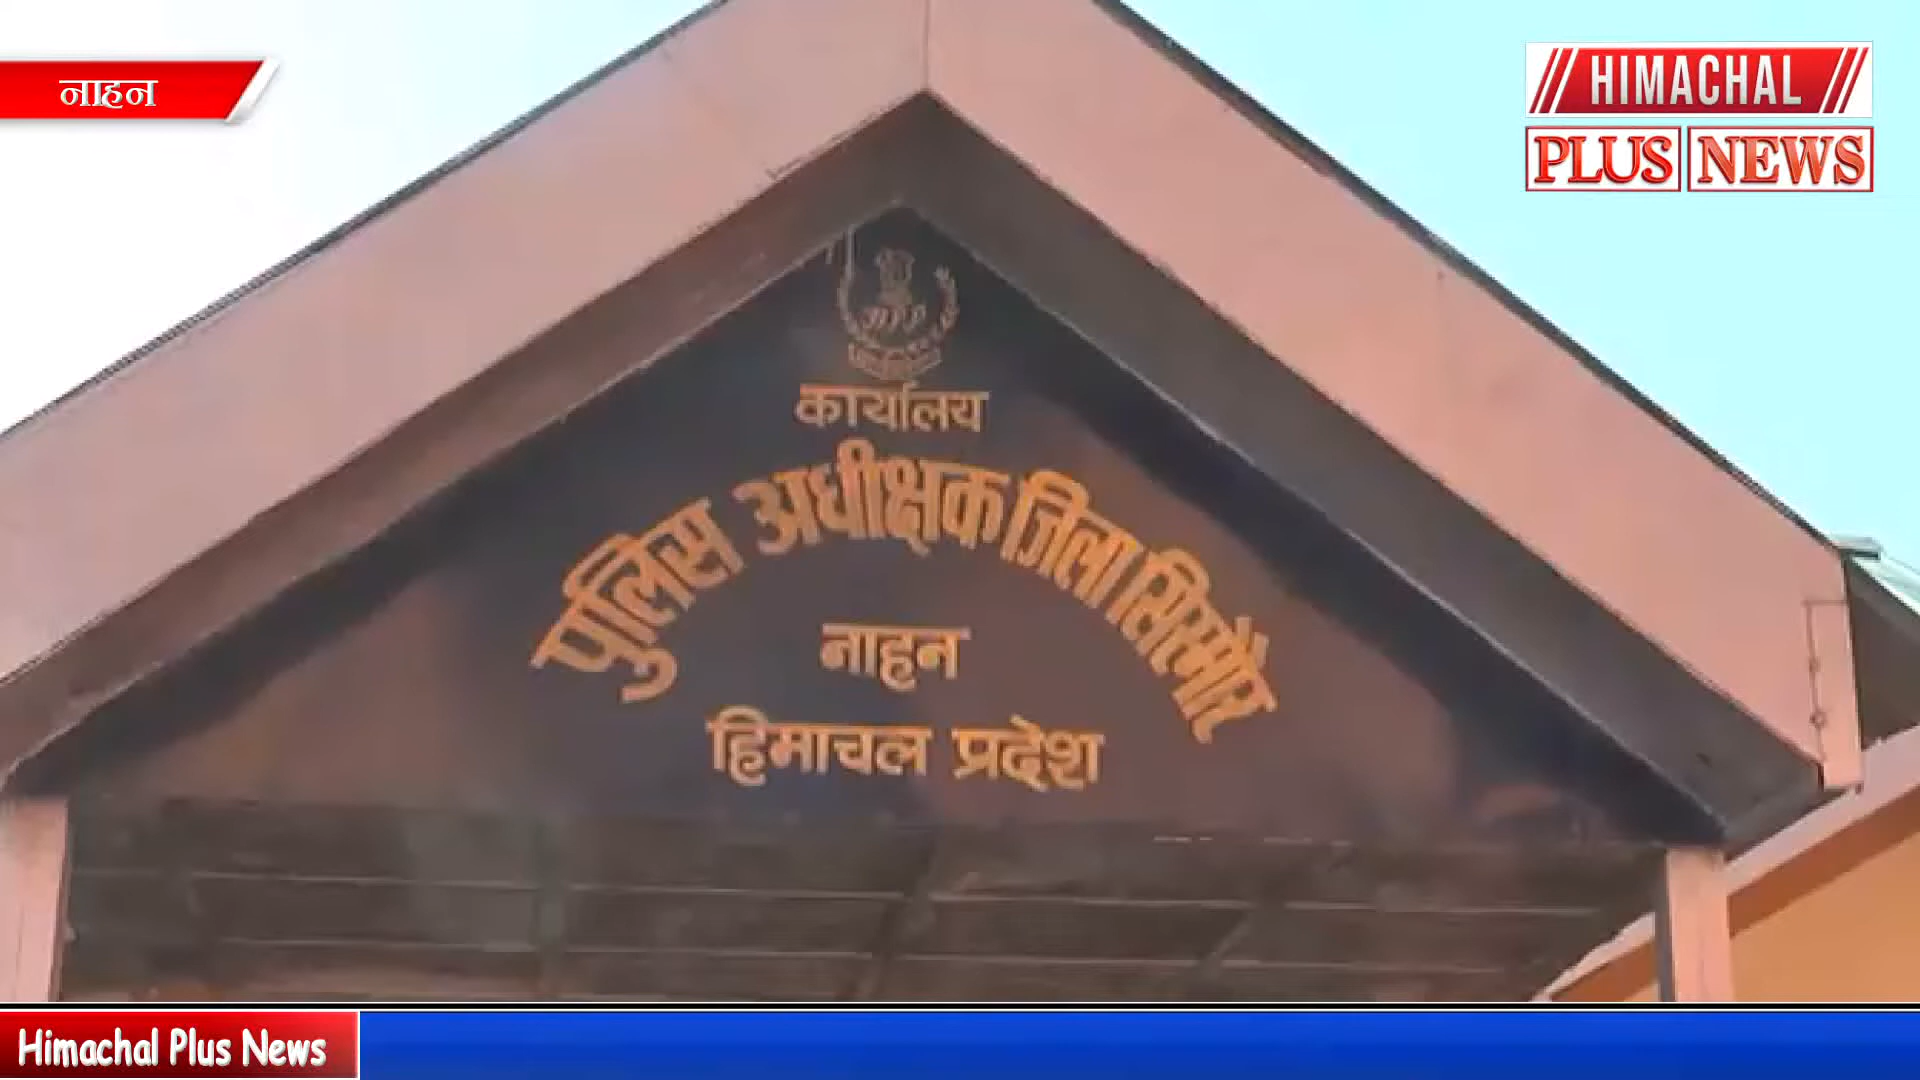 नाहन
HIMACHAL
PLUS NEWS
H.P.P.
कार्यालय
पुलिस अधीक्षक जिला सिरमौर
नाहन
हिमाचल प्रदेश
Himachal Plus News